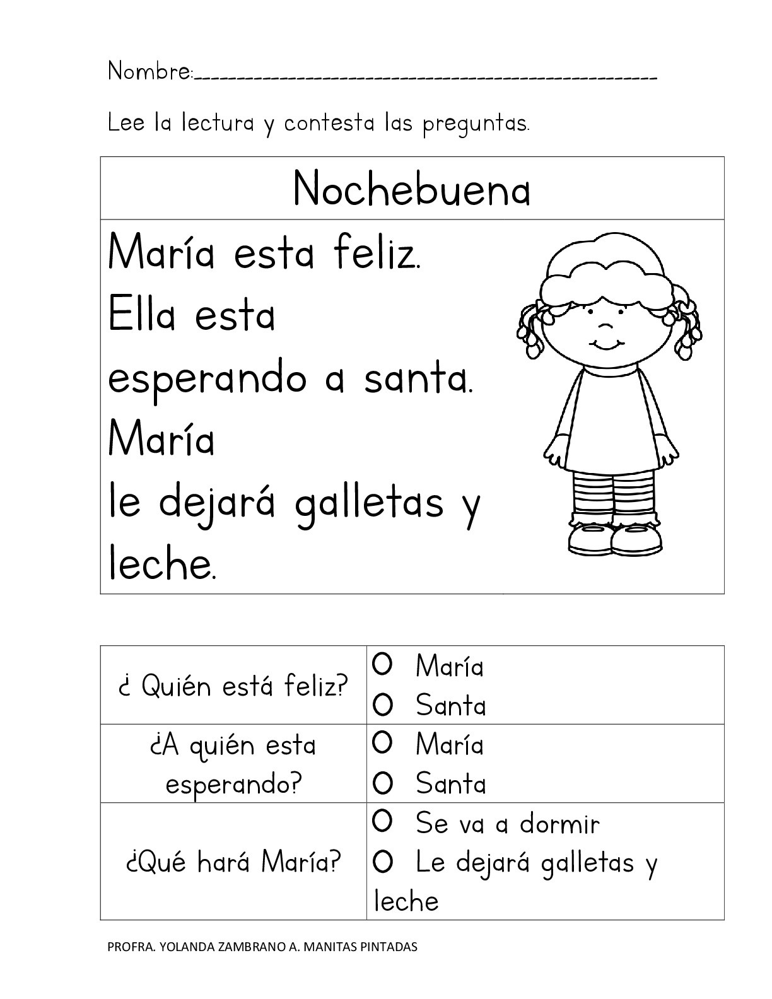 Nombre:______________________________________________________
Lee la lectura y contesta las preguntas.
Nochebuena
María esta feliz.
Ella esta
esperando a santa.
María
le dejará galletas y
leche.
¿ Quién está feliz?
O María
O Santa
¿A quién esta
esperando?
O María
O Santa
¿Qué hará María?
O Se va a dormir
O Le dejará galletas y
leche
PROFRA. YOLANDA ZAMBRANO A. MANITAS PINTADAS